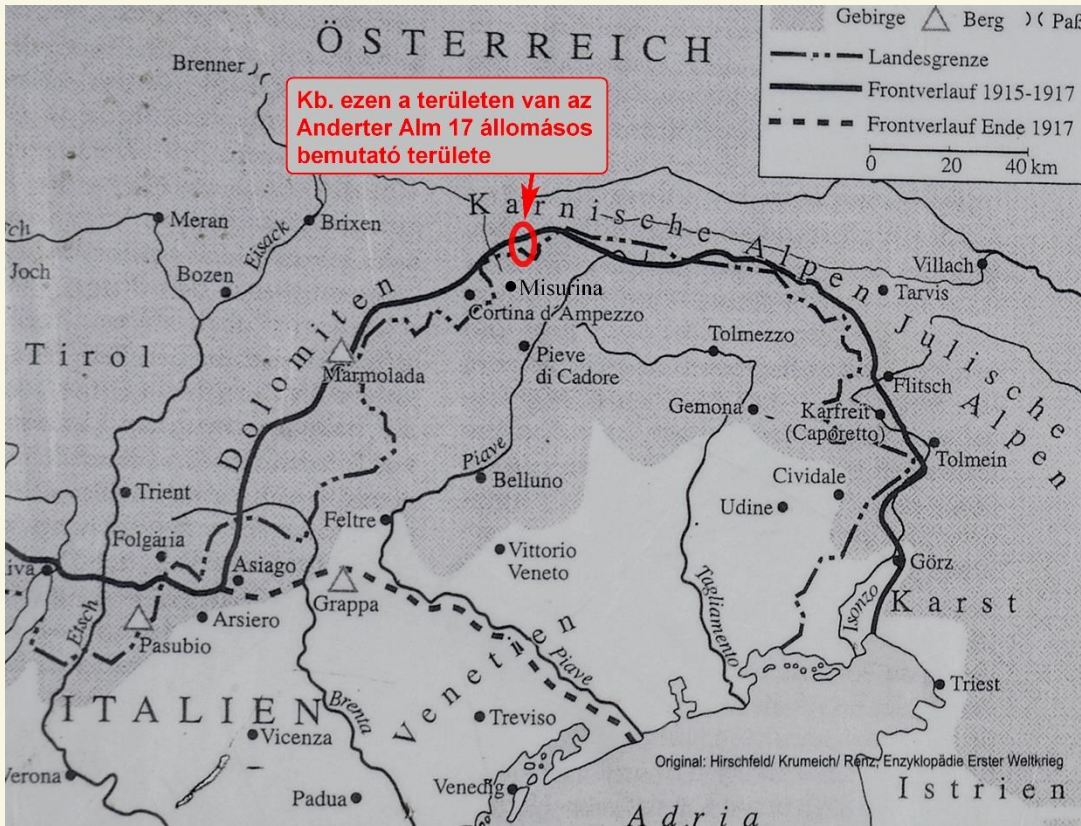 Gebirge Berg Paß
ÖSTERREICH
Landesgrenze
Brenner
Frontverlauf 1915-1917
Kb. ezen a területen van az
Anderter Alm 17 állomásos
bemutató területe
Frontverlauf Ende 1917
0 20 40 km
Karnische Alpen
Meran
Brixen
Eisack
Joch
Bozen
Villach
Tarvis
Misurina
Cortina d'Ampezzo
Dolomiten
Tirol
Tolmezzo
Julische Alpen
Pieve
di Cadore
Marmolada
Flitsch
Gemona
Karfreit
(Caporetto)
Piave
Tolmein
Belluno
Cividale
Trient
Udine
Feltre
Folgaria
Vittorio
Veneto
Asiago
Görz
Grappa
Tagliamento
Isonzo
Karst
Arsiero
Etsch
Pasubio
Venetien
Piave
Triest
ITALIEN
Brenta
Treviso
Vicenza
Original: Hirschfeld/ Krumeich/ Renz, Enzyklopädie Erster Weltkrieg
Verona
Venedig
Istrien
Padua
Adria